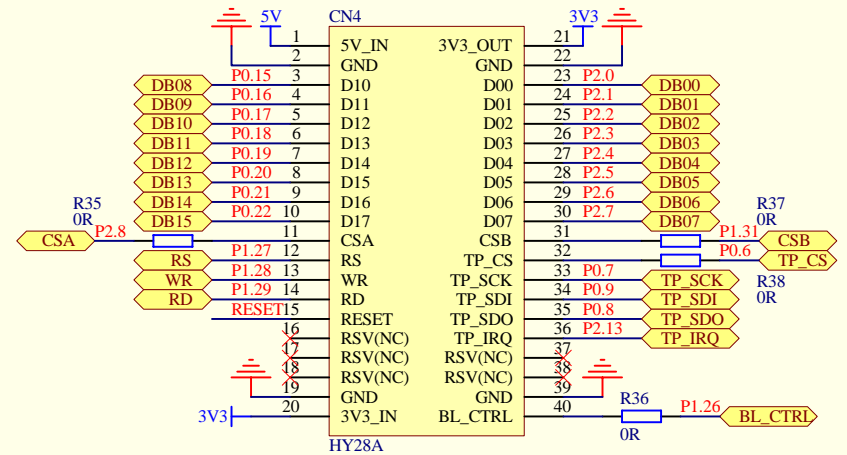 5V CN4 3V3
1 5V_IN 3V3_OUT 21
2 GND GND 22
DB08 P0.15 3 D10 D00 23 P2.0 DB00
DB09 P0.16 4 D11 D01 24 P2.1 DB01
DB10 P0.17 5 D12 D02 25 P2.2 DB02
DB11 P0.18 6 D13 D03 26 P2.3 DB03
DB12 P0.19 7 D14 D04 27 P2.4 DB04
DB13 P0.20 8 D15 D05 28 P2.5 DB05
DB14 P0.21 9 D16 D06 29 P2.6 DB06
DB15 P0.22 10 D17 D07 30 P2.7 DB07
R35 R37
0R 0R
CSA P2.8 11 CSA CSB 31 P1.31 CSB
RS P1.27 12 RS TP_CS 32 P0.6 TP_CS
WR P1.28 13 WR TP_SCK 33 P0.7 TP_SCK
R38
0R
RD P1.29 14 RD TP_SDI 34 P0.9 TP_SDI
RESET 15 RESET TP_SDO 35 P0.8 TP_SDO
16 RSV(NC) TP_IRQ 36 P2.13 TP_IRQ
17 RSV(NC) RSV(NC) 37
18 RSV(NC) RSV(NC) 38
19 GND GND 39
3V3 20 3V3_IN BL_CTRL 40 R36 P1.26 BL_CTRL
0R
HY28A